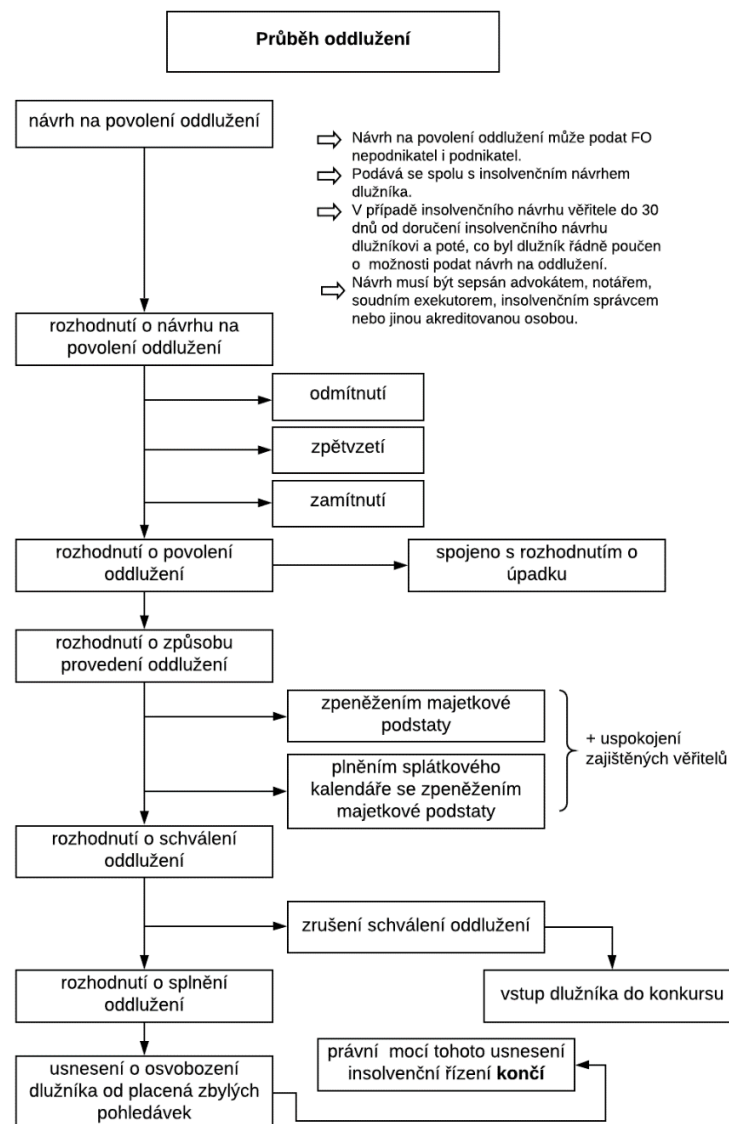 Průběh oddlužení
návrh na povolení oddlužení
Návrh na povolení oddlužení může podat FO
nepodnikatel i podnikatel.
Podává se spolu s insolvenčním návrhem
dlužníka.
V případě insolvenčního návrhu věřitele do 30
dnů od doručení insolvenčního návrhu
dlužníkovi a poté, co byl dlužník řádně poučen
o možnosti podat návrh na oddlužení.
Návrh musí být sepsán advokátem, notářem,
soudním exekutorem, insolvenčním správcem
nebo jinou akreditovanou osobou.
rozhodnutí o návrhu na
povolení oddlužení
odmítnutí
zpětvzetí
zamítnutí
rozhodnutí o povolení
oddlužení
spojeno s rozhodnutím o
úpadku
rozhodnutí o způsobu
provedení oddlužení
zpeněžením majetkové
podstaty
plněním splátkového
kalendáře se zpeněžením
majetkové podstaty
+ uspokojení
zajištěných věřitelů
rozhodnutí o schválení
oddlužení
zrušení schválení oddlužení
vstup dlužníka do konkursu
rozhodnutí o splnění
oddlužení
usnesení o osvobození
dlužníka od placená zbylých
pohledávek
právní mocí tohoto usnesení
insolvenční řízení končí